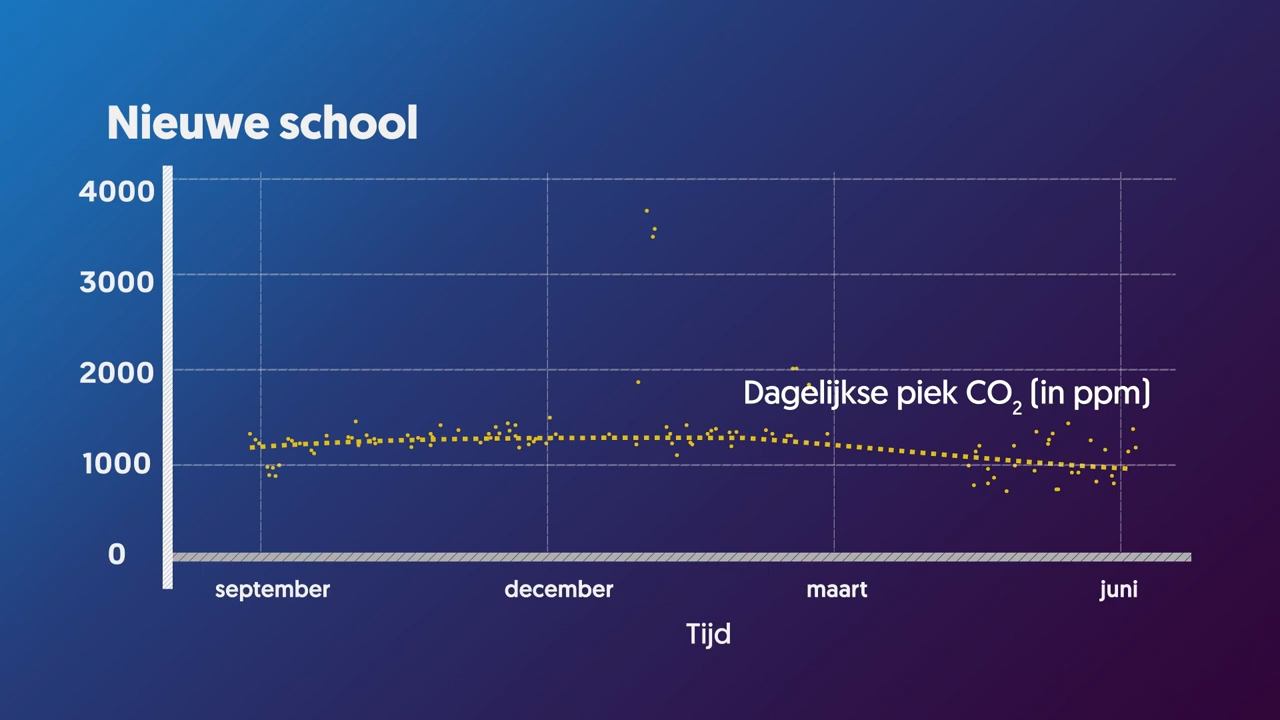 Nieuwe school
4000
3000
2000
Dagelijkse piek CO₂ (in ppm)
1000
0
september december maart juni
Tijd